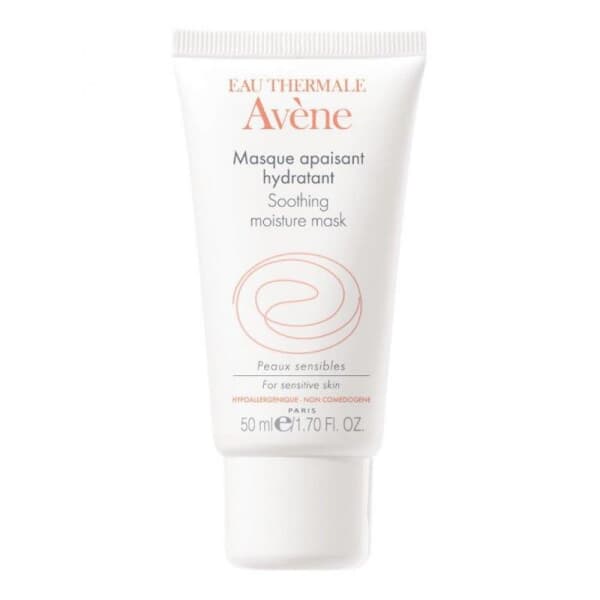 EAU THERMALE
Avène
Masque apaisant
hydratant
Soothing
moisture mask
Peaux sensibles
For sensitive skin
HYPOALLERGENIQUE - NON COMEDOGENE
PARIS
50 ml℮/1.70 FL. OZ.